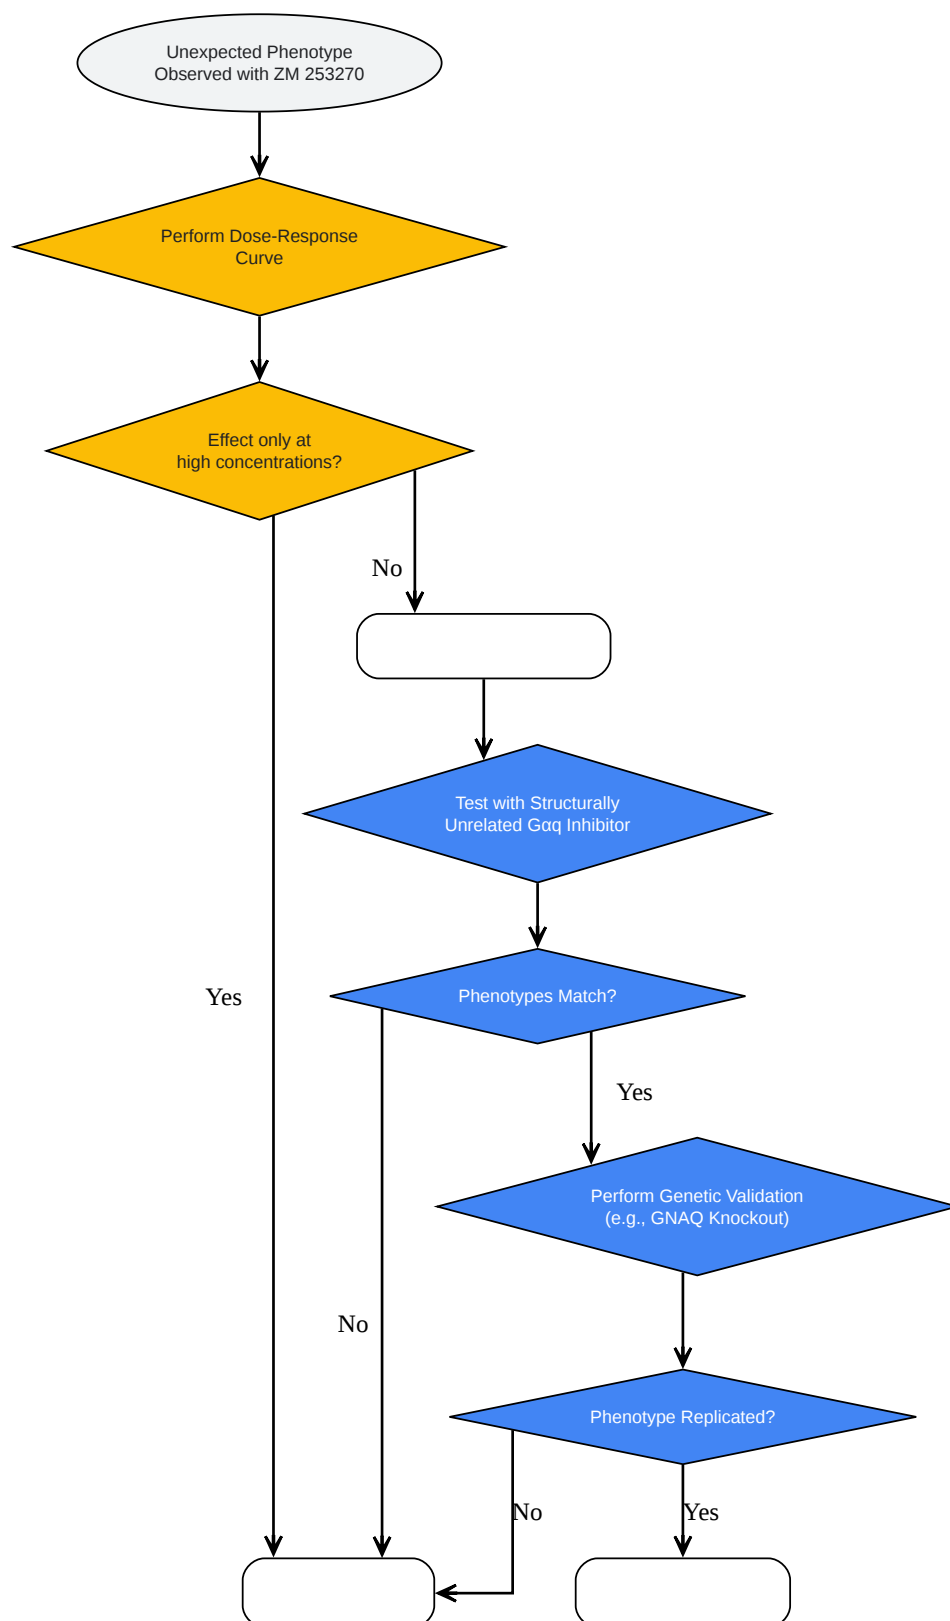 Unexpected Phenotype
Observed with ZM 253270
Perform Dose-Response
Curve
Effect only at
high concentrations?
No
Test with Structurally
Unrelated Gαq Inhibitor
Phenotypes Match?
Yes
Yes
Perform Genetic Validation
(e.g., GNAQ Knockout)
No
Phenotype Replicated?
No
Yes